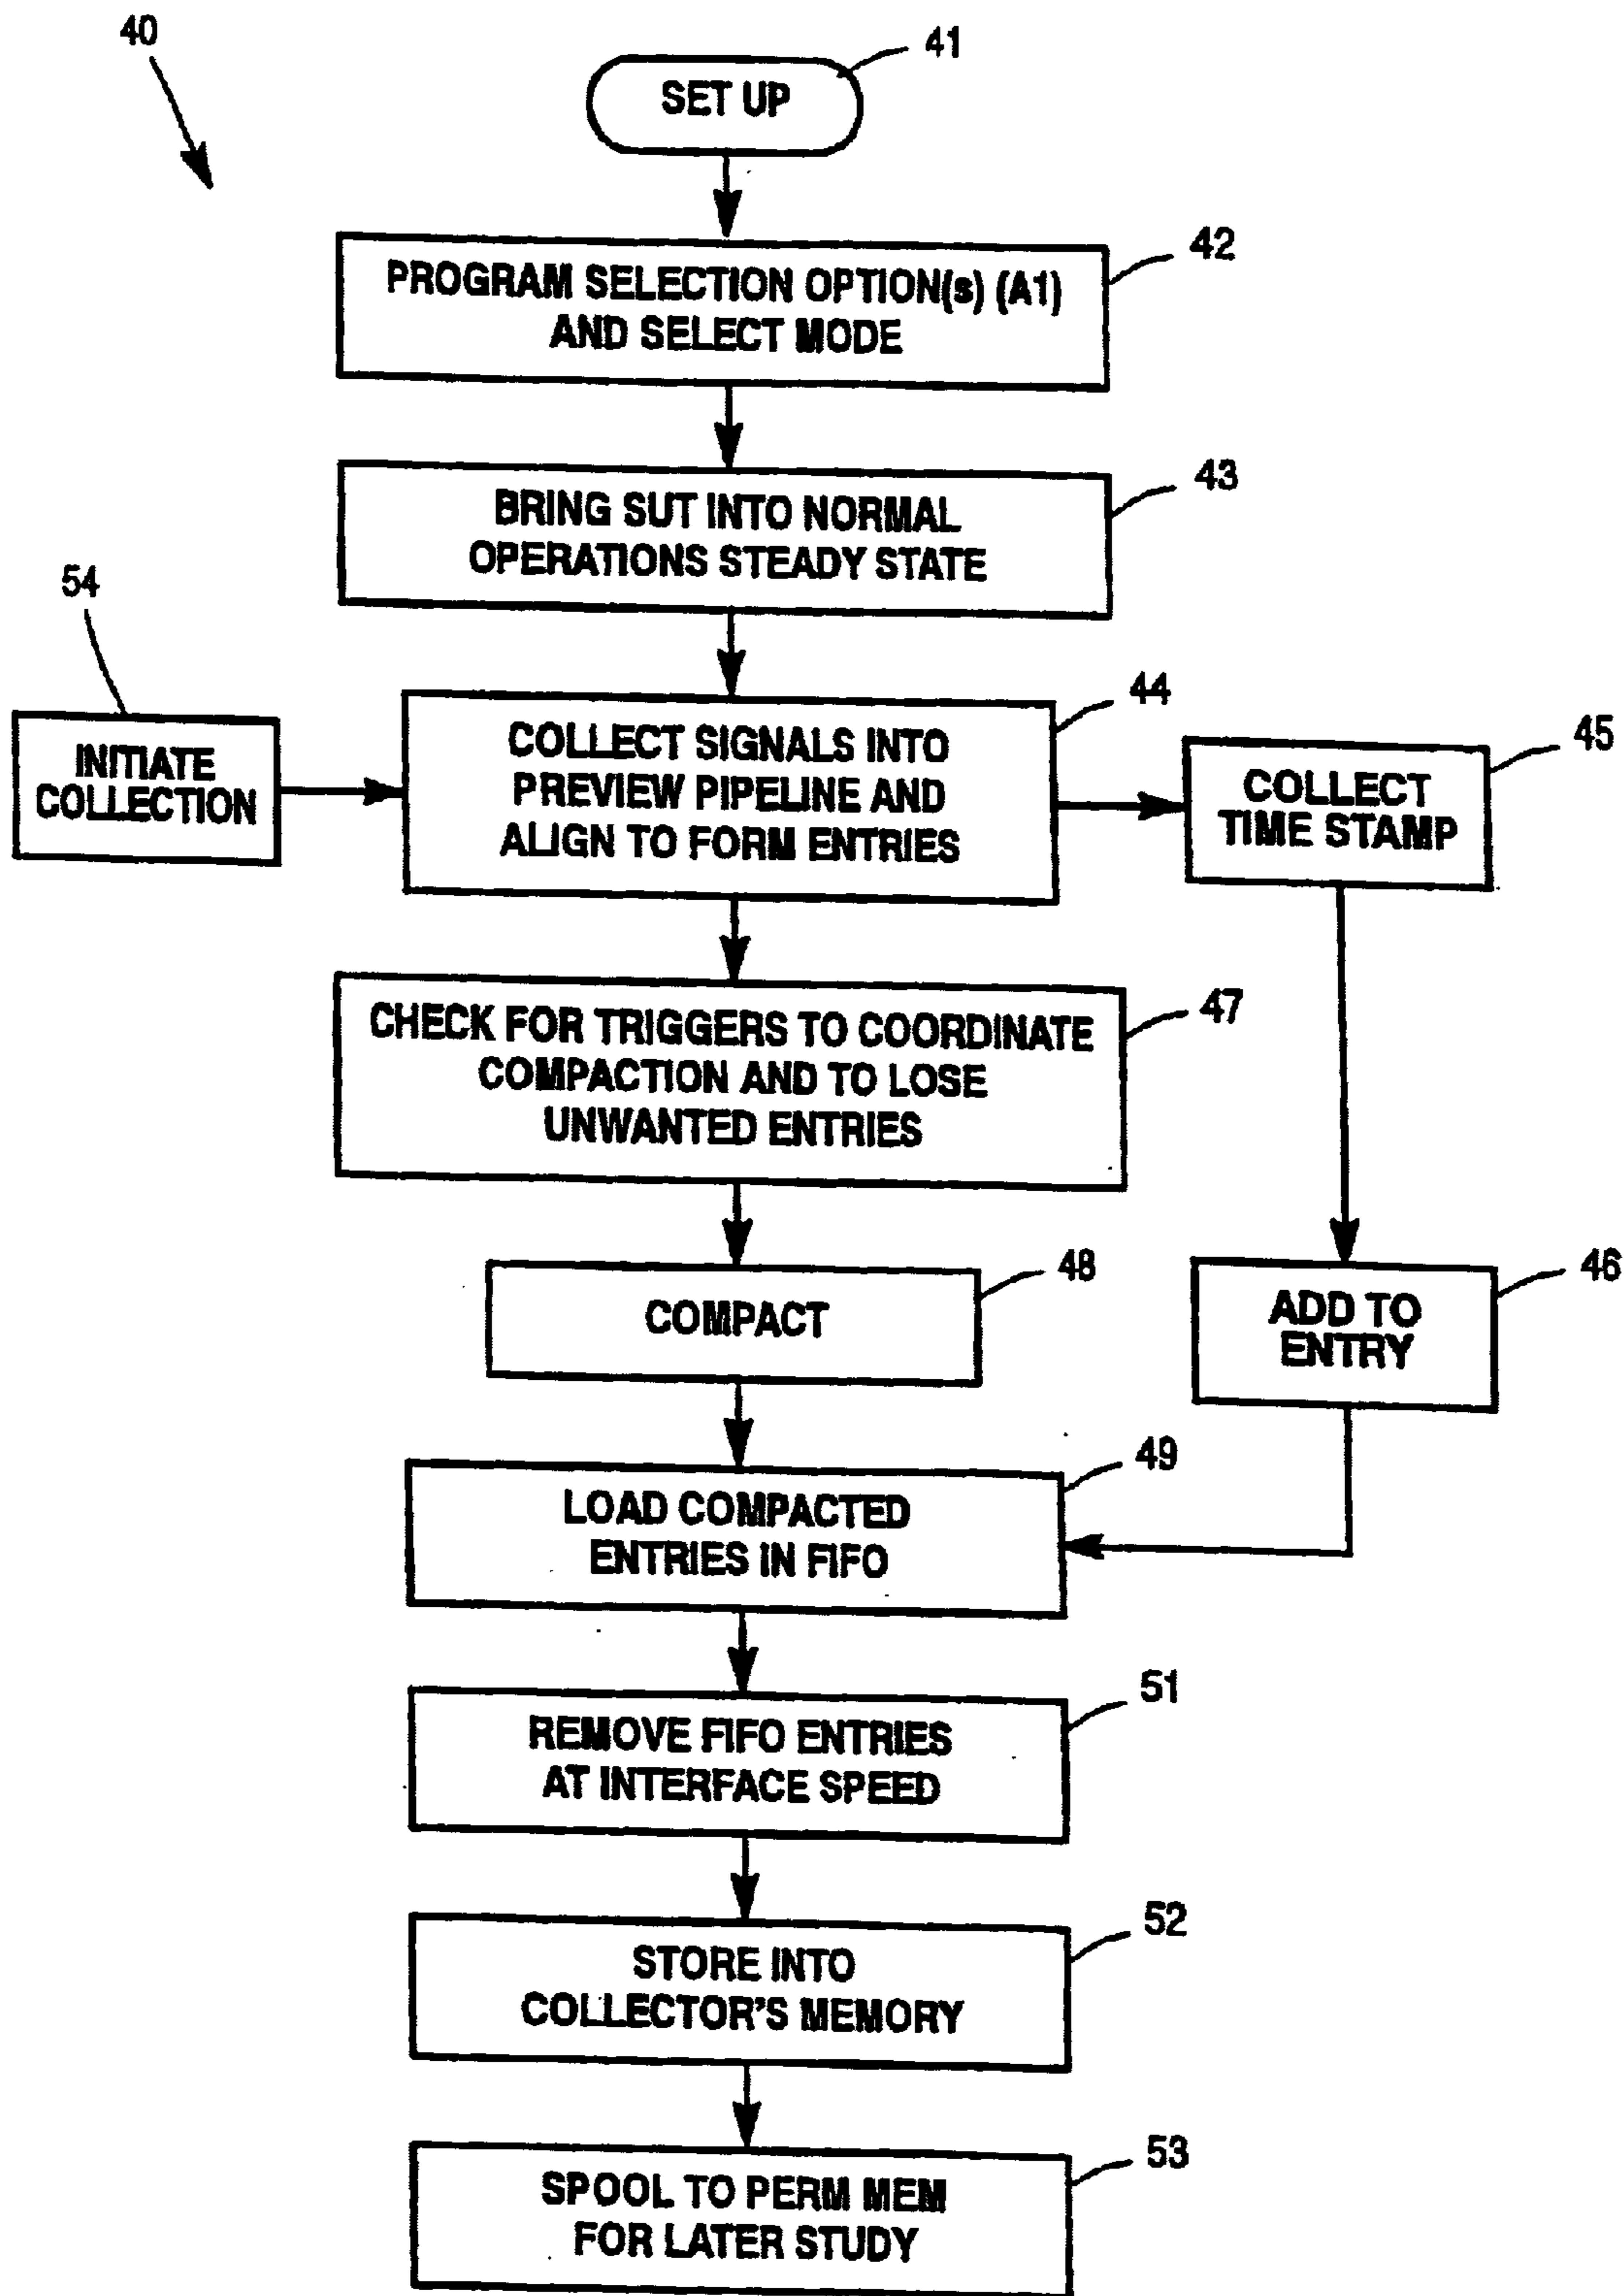 40
41
SET UP
42
PROGRAM SELECTION OPTION(s) (A1)
AND SELECT MODE
43
BRING SUT INTO NORMAL
OPERATIONS STEADY STATE
54
INITIATE
COLLECTION
44
COLLECT SIGNALS INTO
PREVIEW PIPELINE AND
ALIGN TO FORM ENTRIES
45
COLLECT
TIME STAMP
47
CHECK FOR TRIGGERS TO COORDINATE
COMPACTION AND TO LOSE
UNWANTED ENTRIES
48
COMPACT
46
ADD TO
ENTRY
49
LOAD COMPACTED
ENTRIES IN FIFO
51
REMOVE FIFO ENTRIES
AT INTERFACE SPEED
52
STORE INTO
COLLECTOR'S MEMORY
53
SPOOL TO PERM MEM
FOR LATER STUDY